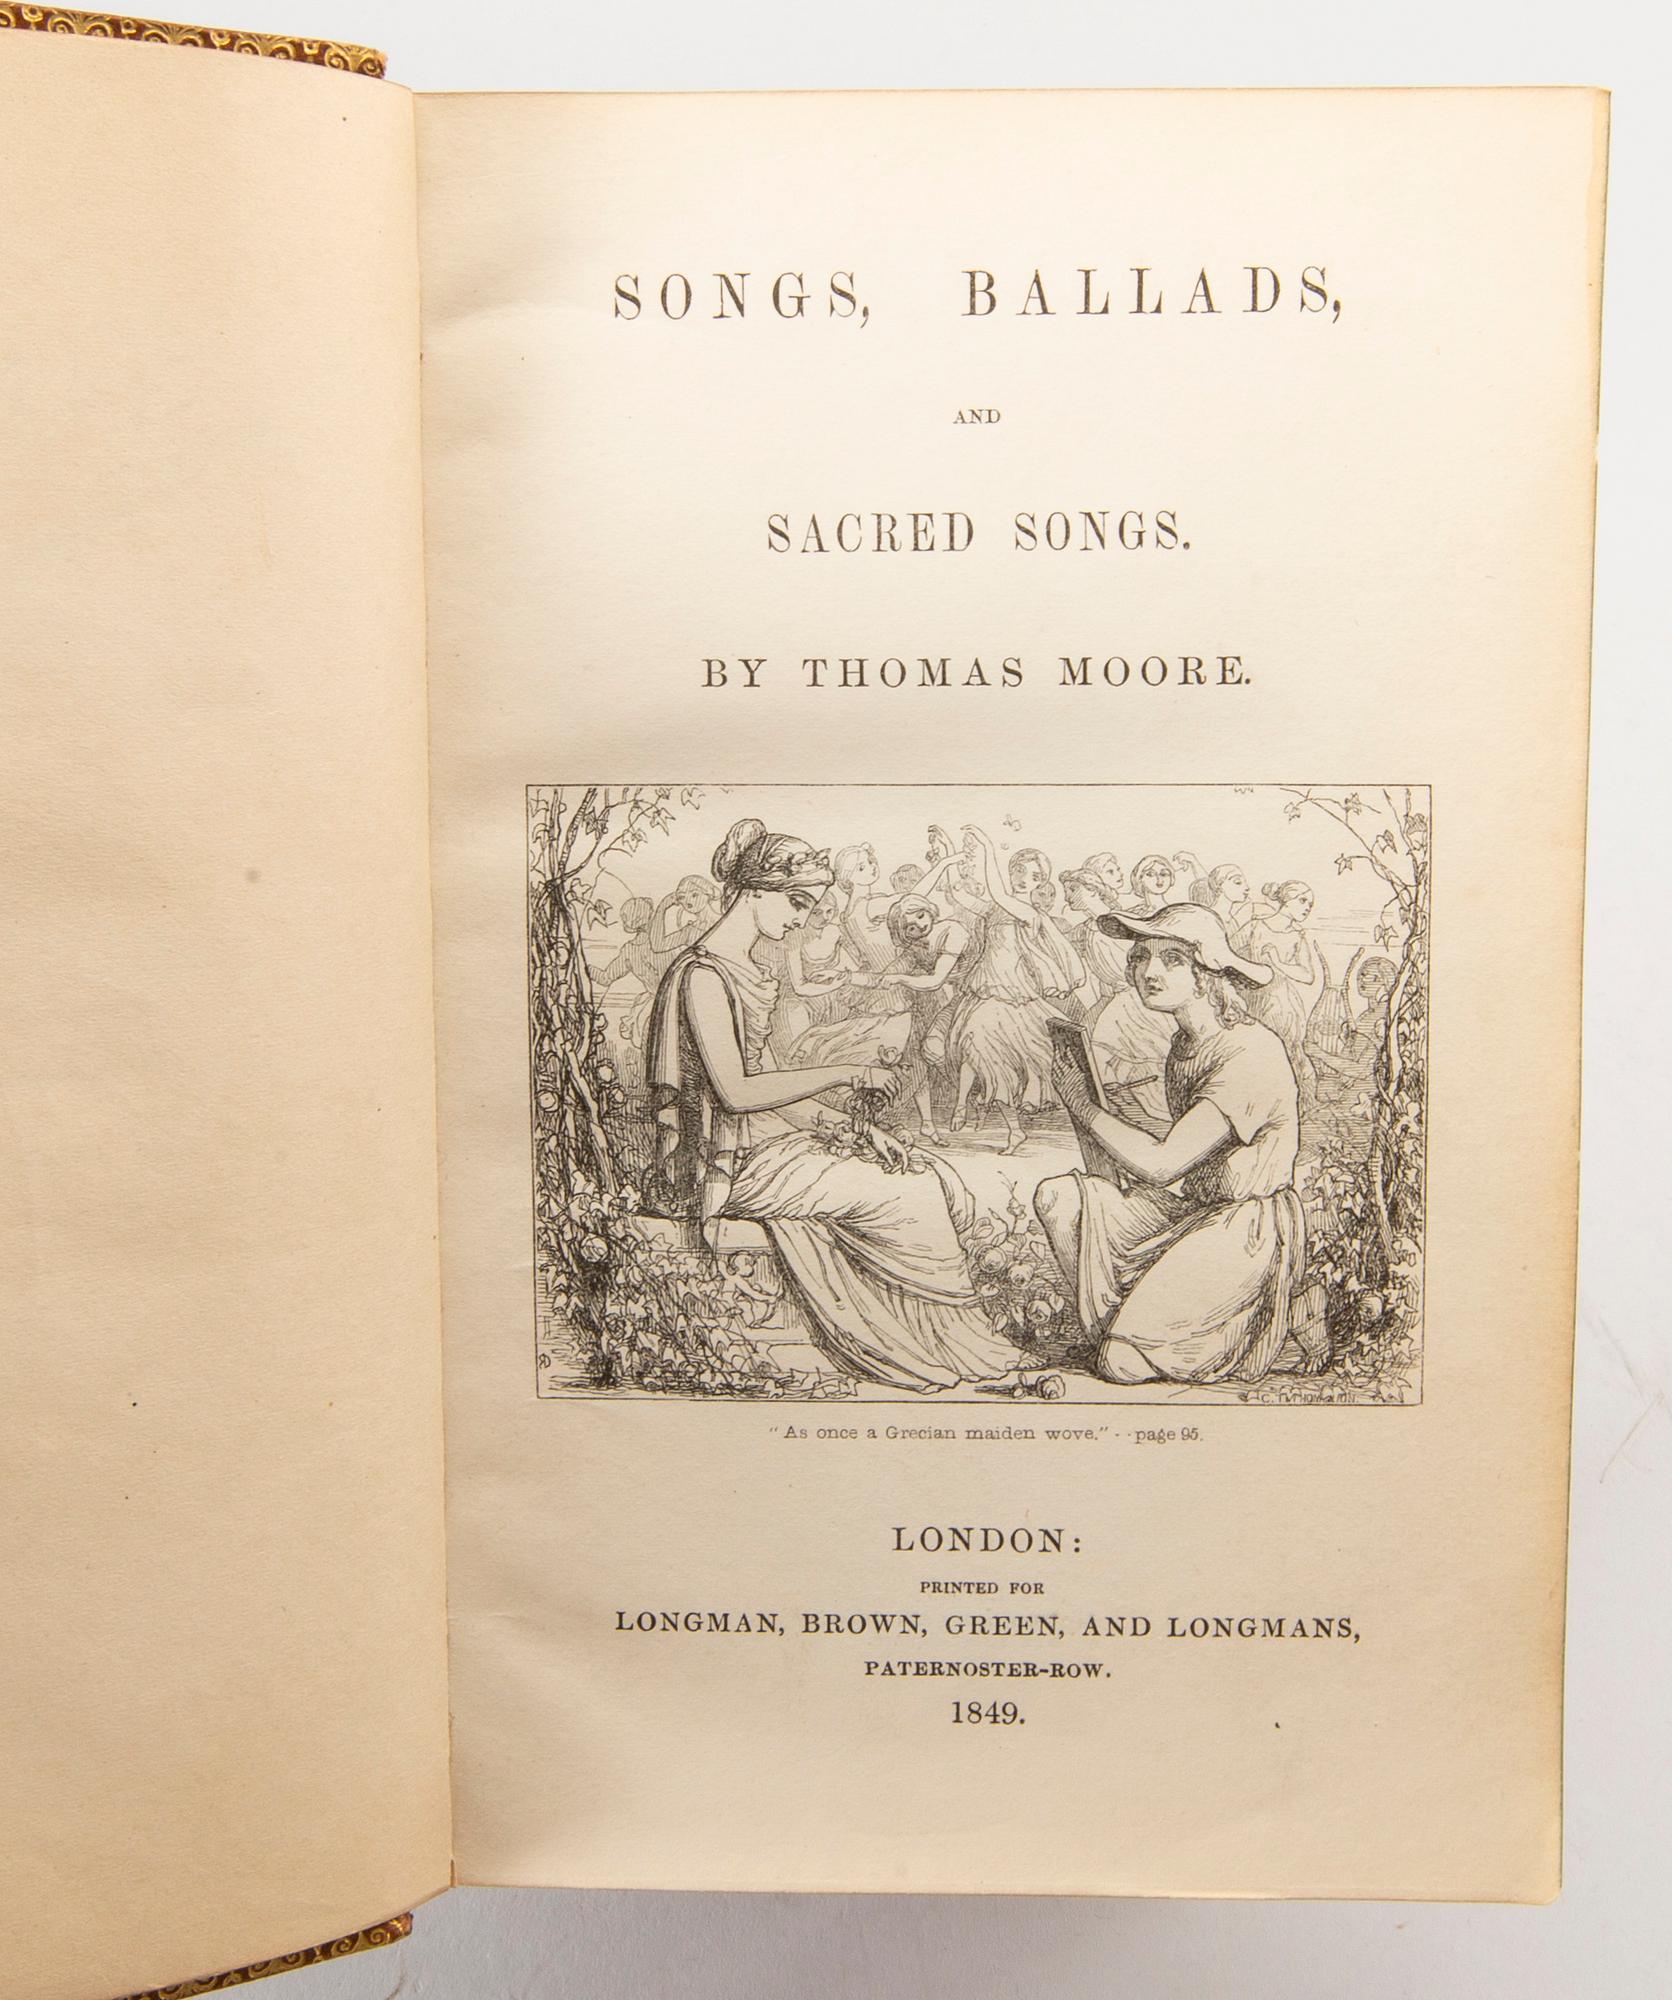 SONGS, BALLADS,
AND
SACRED SONGS.
BY THOMAS MOORE.
"As once a Grecian maiden wove." - - page 95.
LONDON:
PRINTED FOR
LONGMAN, BROWN, GREEN, AND LONGMANS,
PATERNOSTER-ROW.
1849.